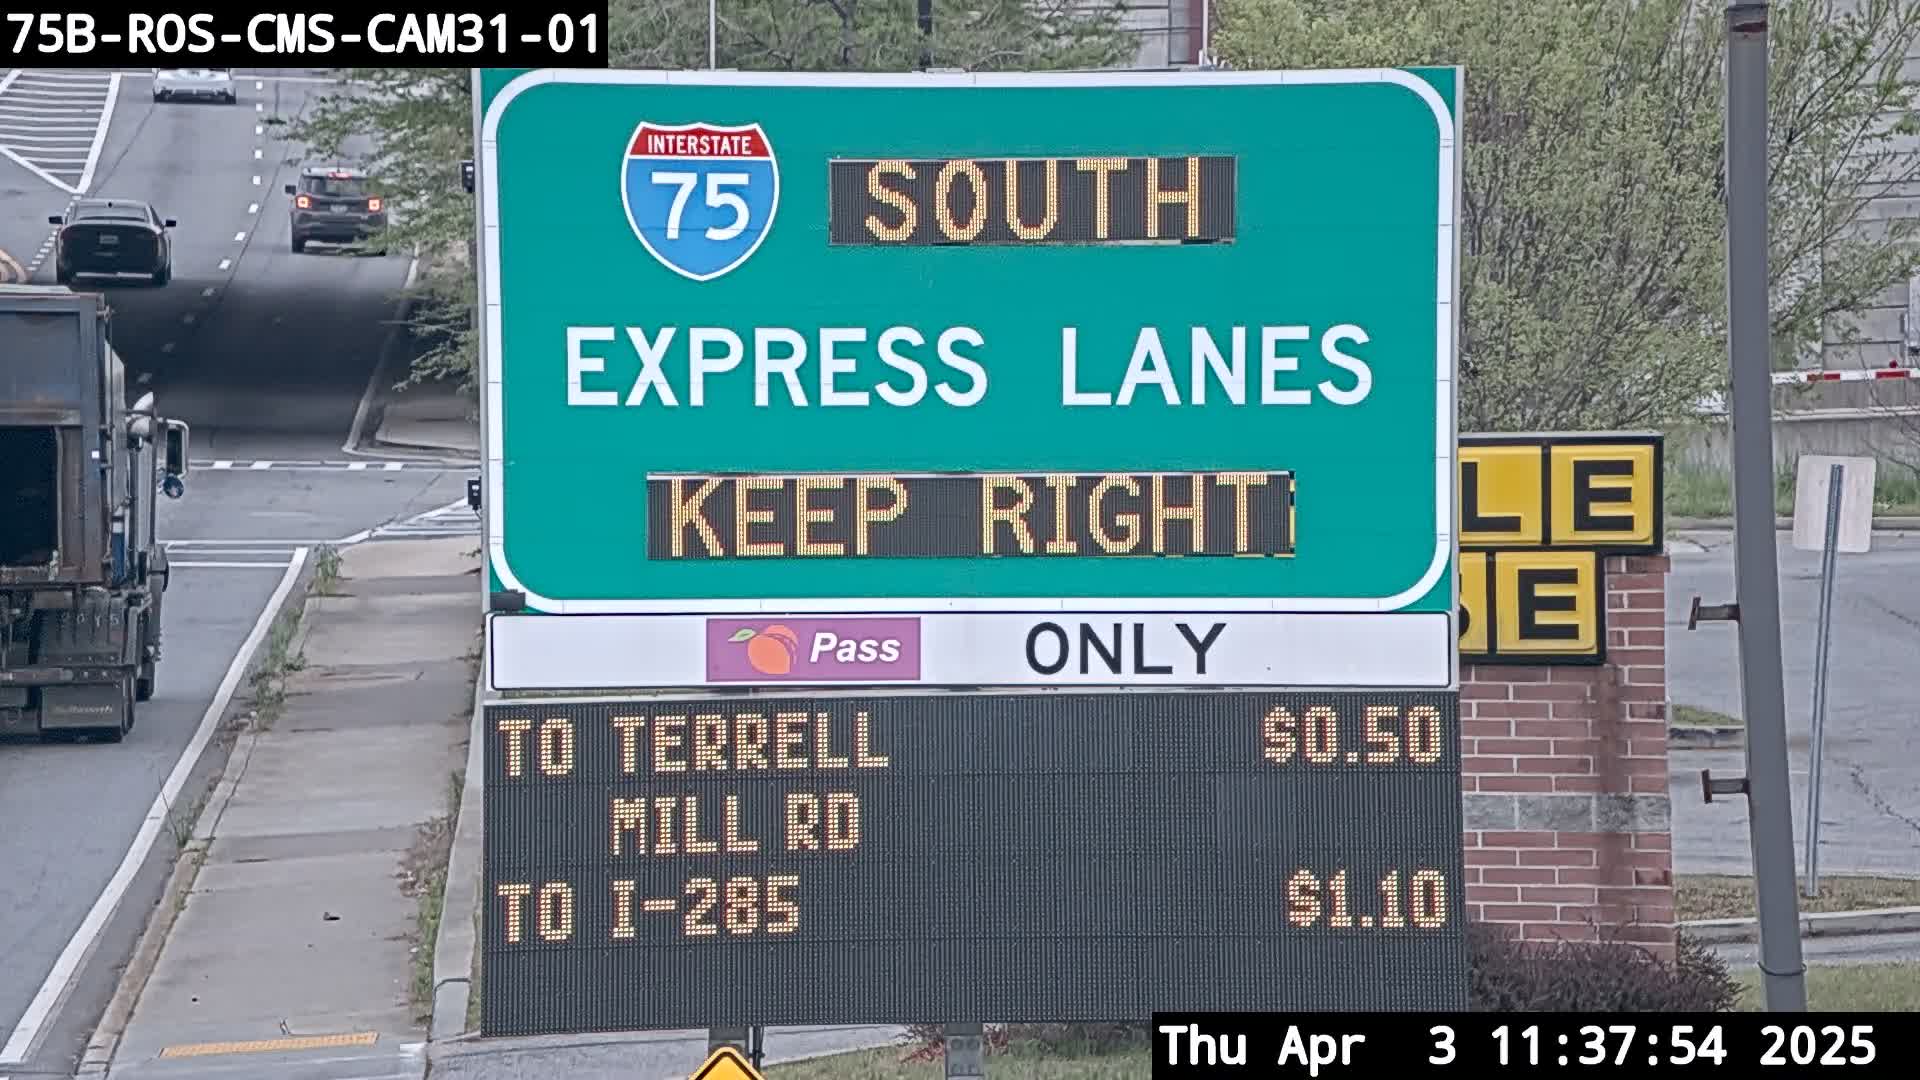 75B-ROS-CMS-CAM31-01
INTERSTATE
75
SOUTH
EXPRESS LANES
KEEP RIGHT
Pass ONLY
TO TERRELL $0.50
MILL RD
TO I-285 $1.10
LE
E
Thu Apr 3 11:37:54 2025